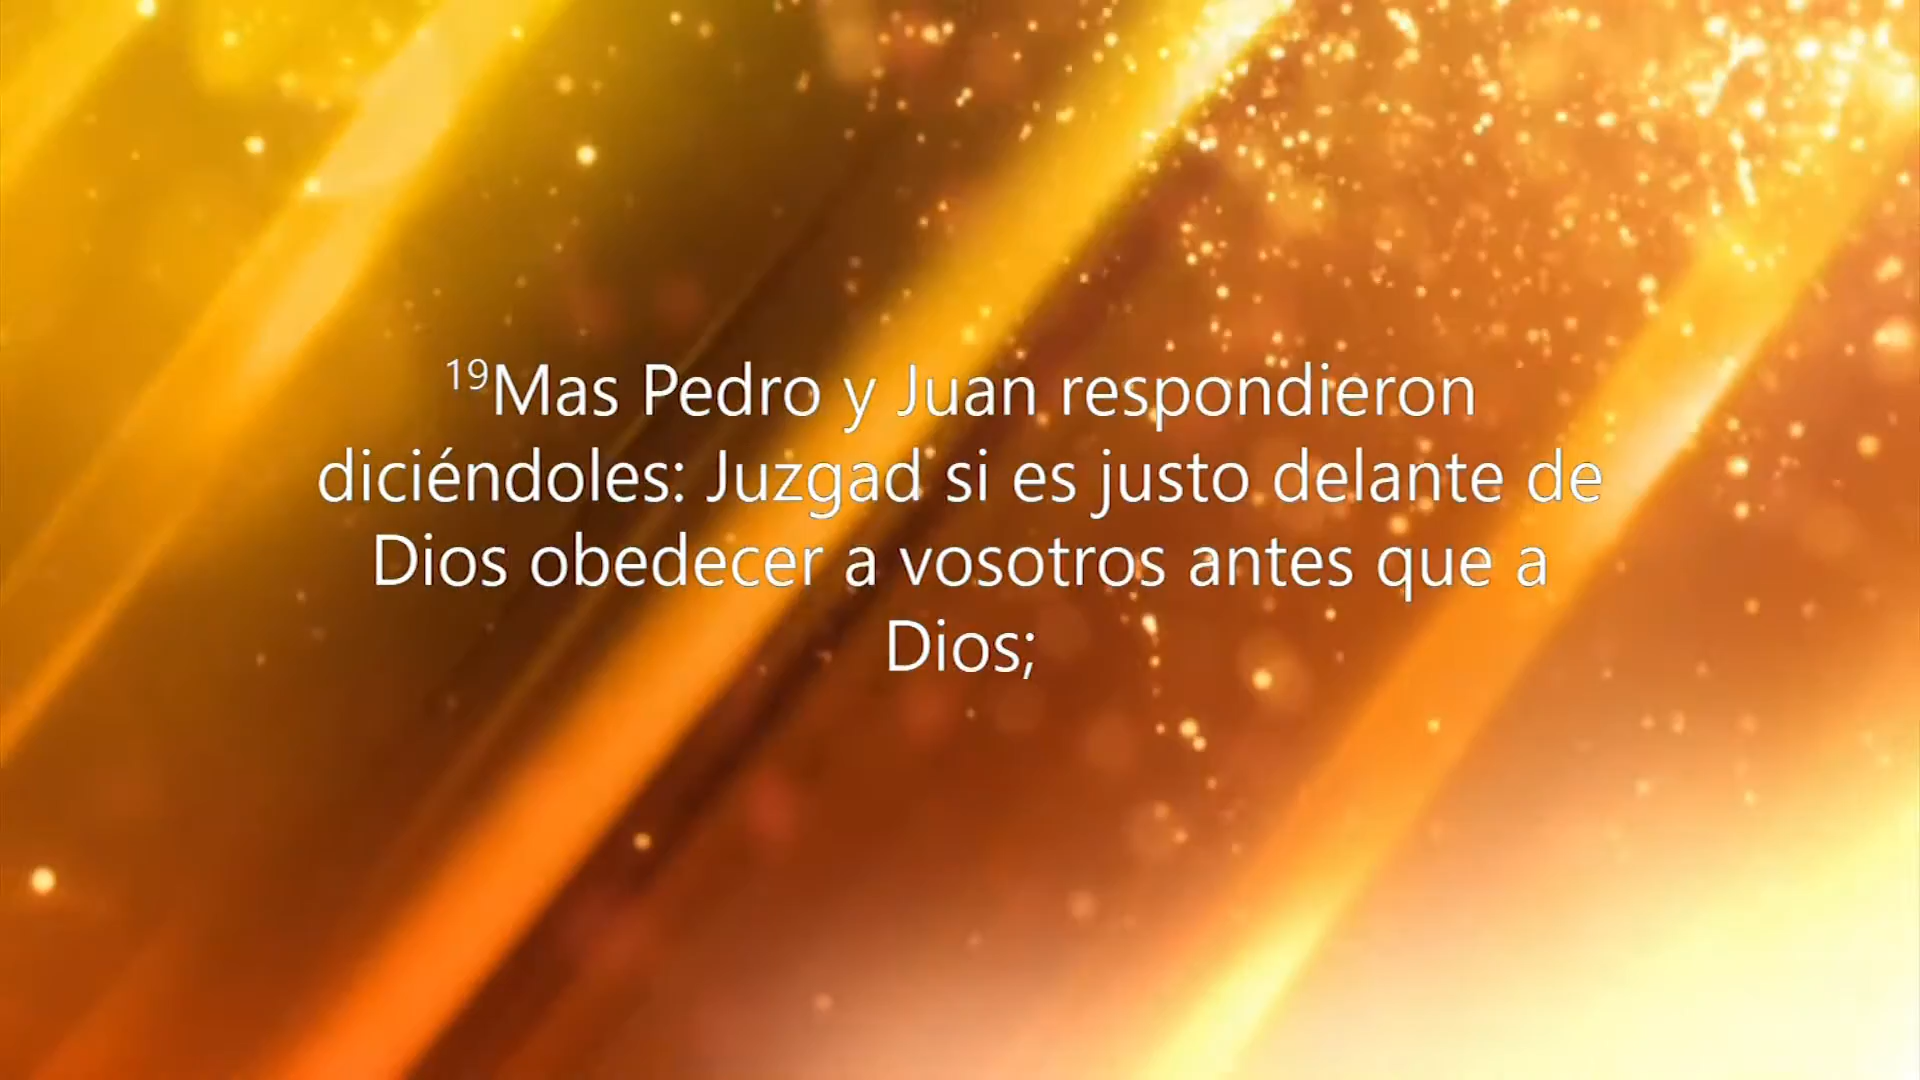 19Mas Pedro y Juan respondieron
diciéndoles: Juzgad si es justo delante de
Dios obedecer a vosotros antes que a
Dios;